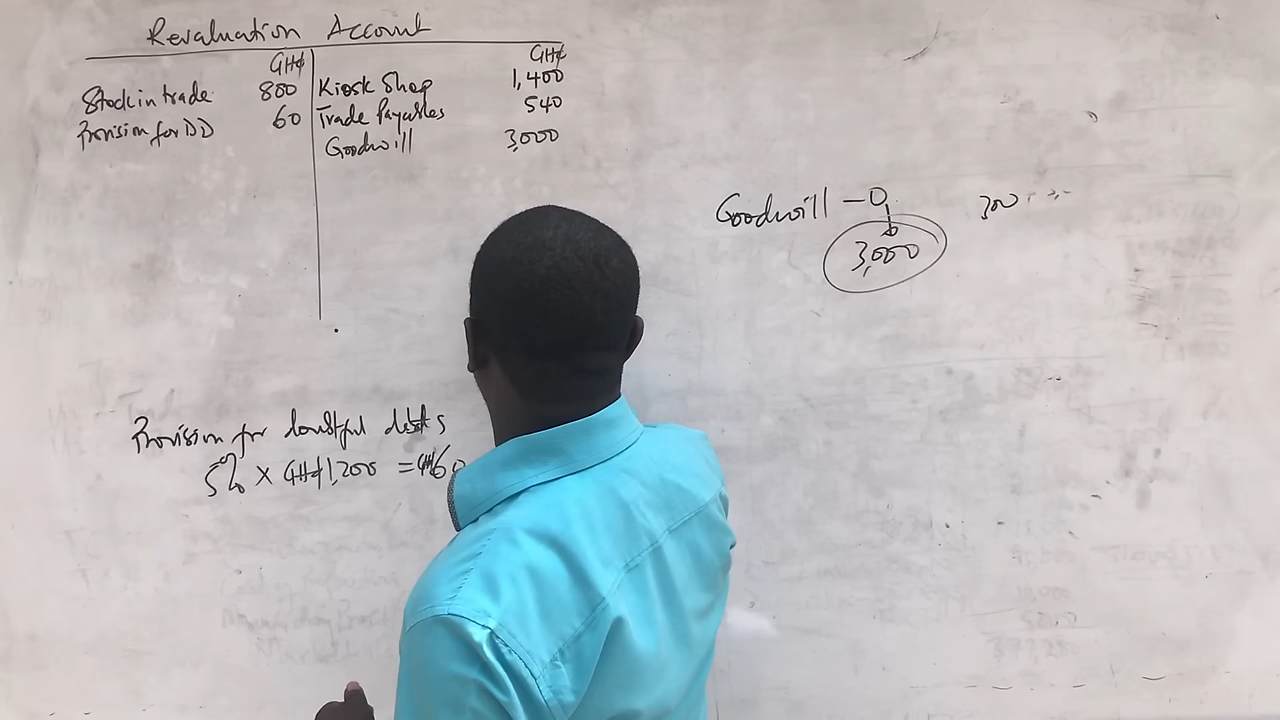 Revaluation Account
GH¢ GH¢
Stock in trade 800 Kiosk Shop 1,400
Provision for DD 60 Trade Payables 540
Goodwill 3,000
Goodwill – 0 300
3,000
Provision for doubtful debts
5% × GH¢1,200 = GH¢60